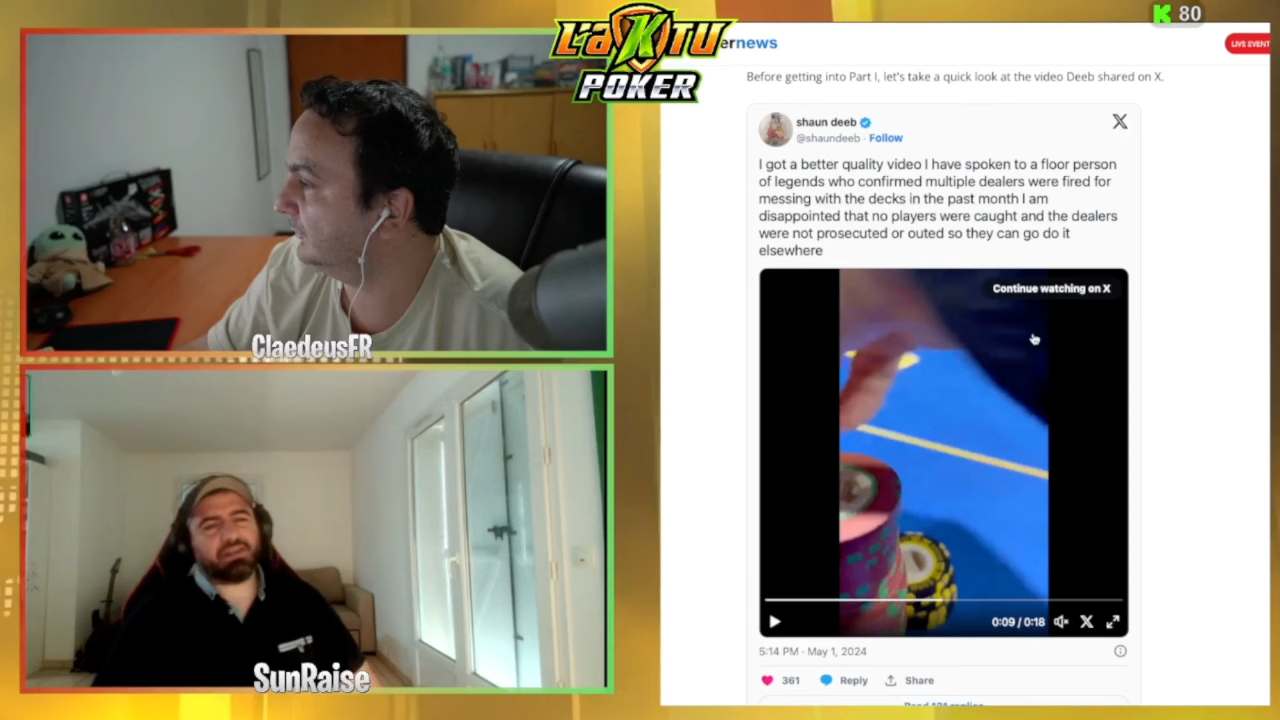 K 80
L'aKTU
POKER
ernews
LIVE EVENT
Before getting into Part I, let's take a quick look at the video Deeb shared on X.
shaun deeb
@shaundeeb · Follow
I got a better quality video I have spoken to a floor person
of legends who confirmed multiple dealers were fired for
messing with the decks in the past month I am
disappointed that no players were caught and the dealers
were not prosecuted or outed so they can go do it
elsewhere
Continue watching on X
0:09 / 0:18
5:14 PM · May 1, 2024
361 Reply Share
ClaedeusFR
SunRaise